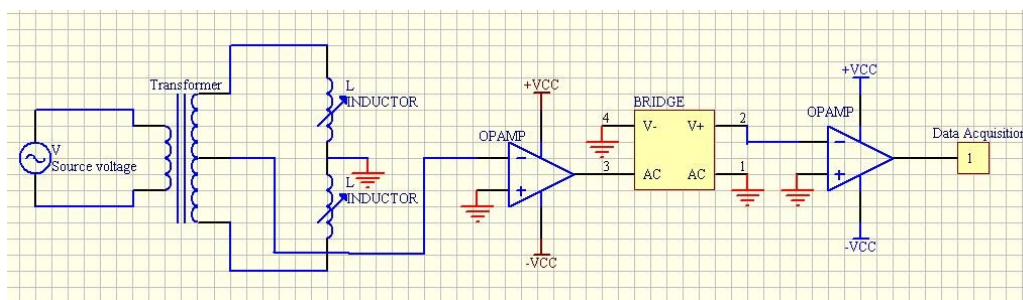 Transformer
V
Source voltage
L
INDUCTOR
L
INDUCTOR
OPAMP
+VCC
-VCC
BRIDGE
4
V-
V+
2
3
AC
AC
1
OPAMP
+VCC
-VCC
Data Acquisition
1